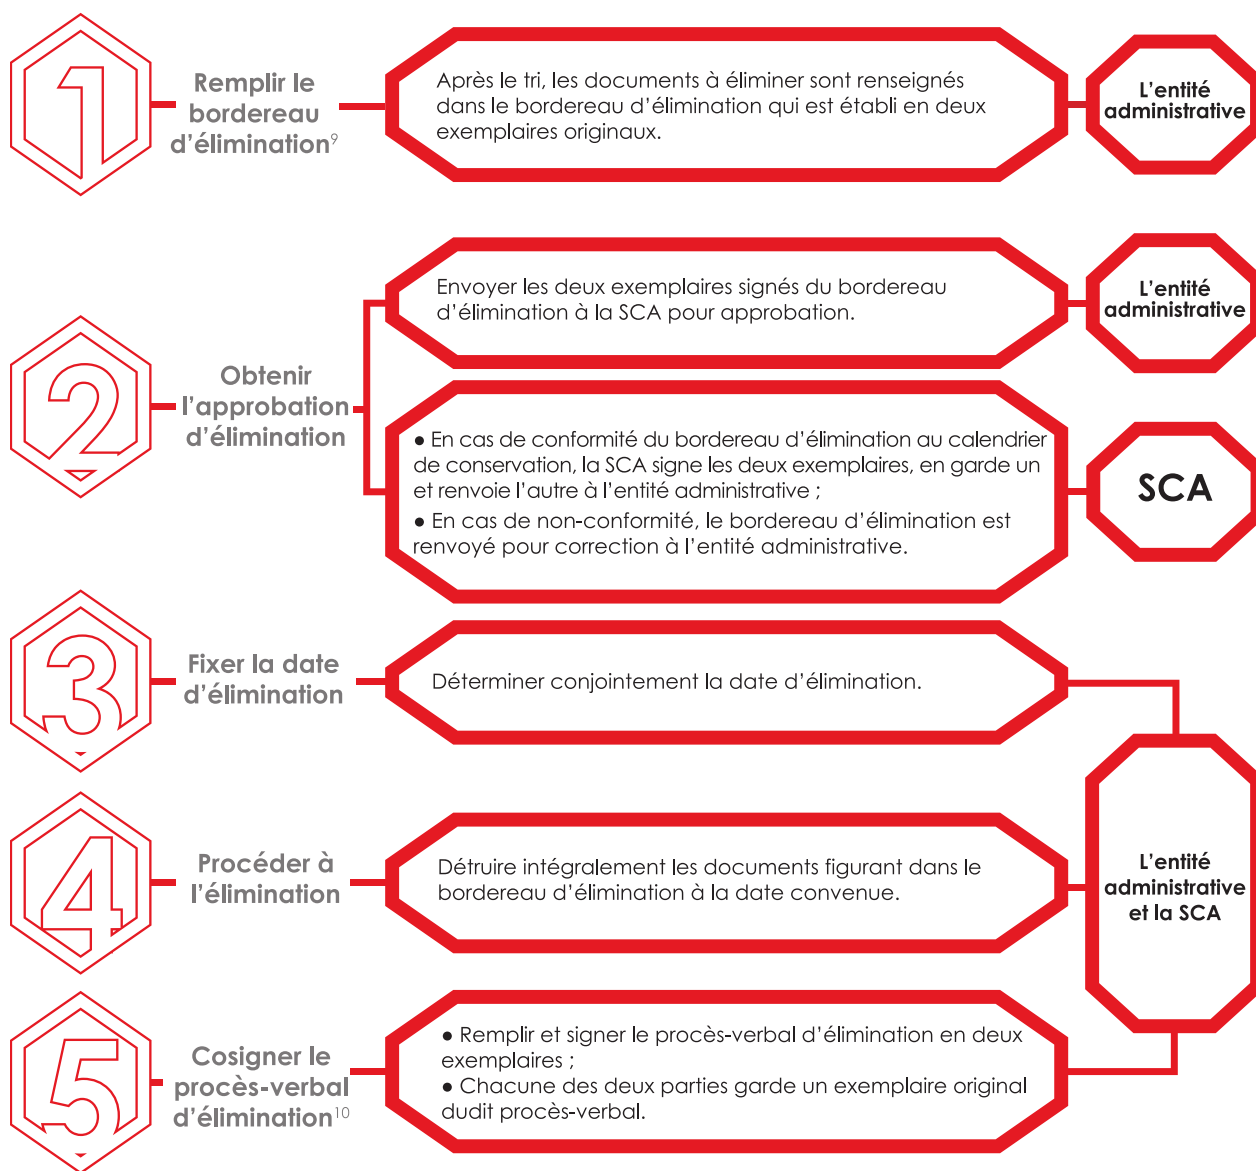 1
Remplir le
bordereau
d'élimination⁹
Après le tri, les documents à éliminer sont renseignés
dans le bordereau d'élimination qui est établi en deux
exemplaires originaux.
L'entité
administrative
2
Obtenir
l'approbation
d'élimination
Envoyer les deux exemplaires signés du bordereau
d'élimination à la SCA pour approbation.
L'entité
administrative
● En cas de conformité du bordereau d'élimination au calendrier
de conservation, la SCA signe les deux exemplaires, en garde un
et renvoie l'autre à l'entité administrative ;
● En cas de non-conformité, le bordereau d'élimination est
renvoyé pour correction à l'entité administrative.
SCA
3
Fixer la date
d'élimination
Déterminer conjointement la date d'élimination.
4
Procéder à
l'élimination
Détruire intégralement les documents figurant dans le
bordereau d'élimination à la date convenue.
L'entité
administrative
et la SCA
5
Cosigner le
procès-verbal
d'élimination¹⁰
● Remplir et signer le procès-verbal d'élimination en deux
exemplaires ;
● Chacune des deux parties garde un exemplaire original
dudit procès-verbal.